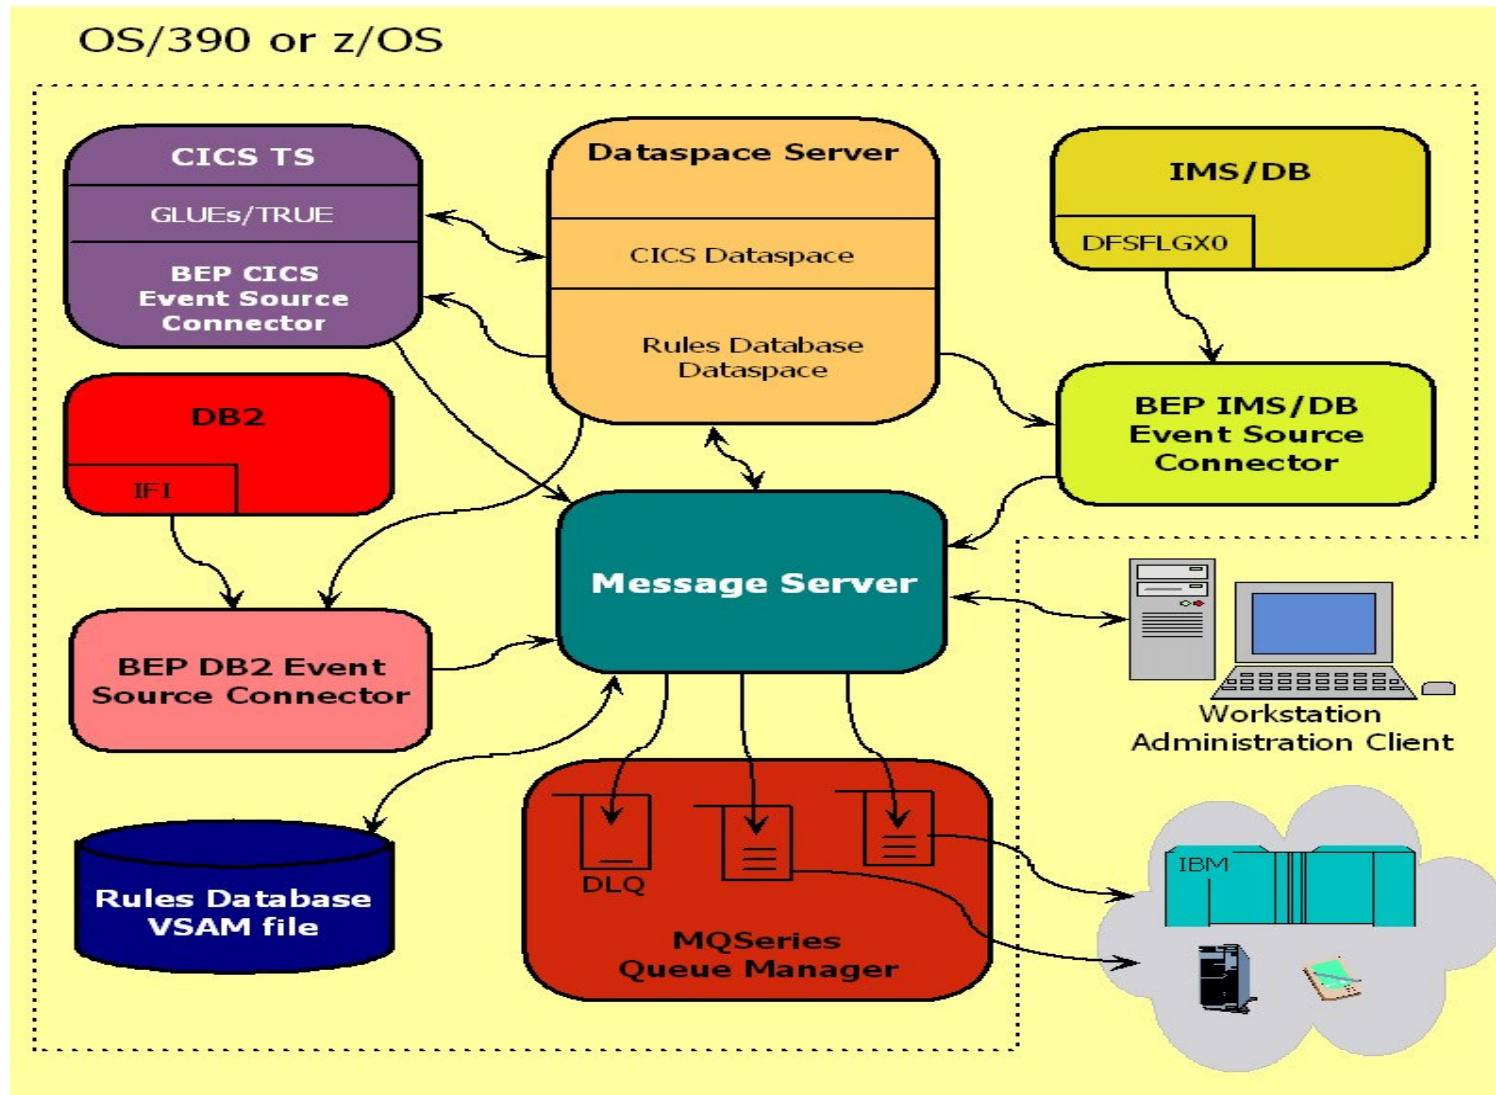 OS/390 or z/OS
CICS TS
GLUEs/TRUE
BEP CICS
Event Source
Connector
Dataspace Server
CICS Dataspace
Rules Database
Dataspace
IMS/DB
DFSFLGX0
BEP IMS/DB
Event Source
Connector
DB2
IFI
Message Server
BEP DB2 Event
Source Connector
Workstation
Administration Client
Rules Database
VSAM file
DLQ
MQSeries
Queue Manager
IBM